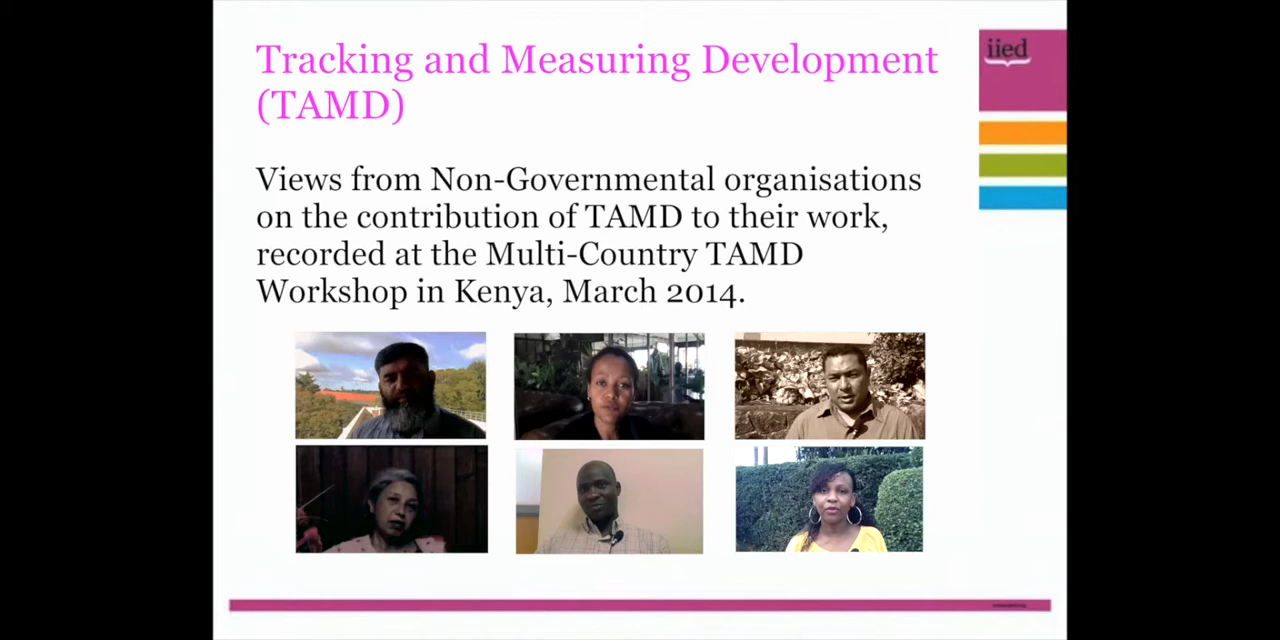 Tracking and Measuring Development
(TAMD)
iied
Views from Non-Governmental organisations
on the contribution of TAMD to their work,
recorded at the Multi-Country TAMD
Workshop in Kenya, March 2014.